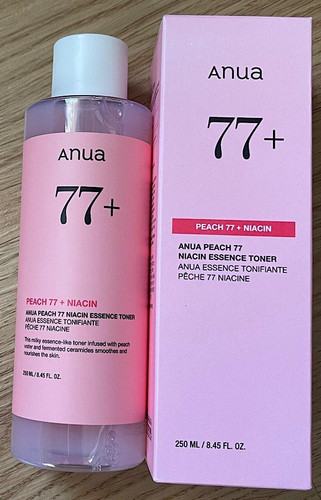 Anua
77+
PEACH 77 + NIACIN
ANUA PEACH 77 NIACIN ESSENCE TONER
ANUA ESSENCE TONIFIANTE
PÊCHE 77 NIACINE
This milky essence-like toner infused with peach
water and fermented ceramides smoothes and
nourishes the skin.
250 ML / 8.45 FL. OZ.
Anua
77+
PEACH 77 + NIACIN
ANUA PEACH 77
NIACIN ESSENCE TONER
ANUA ESSENCE TONIFIANTE
PÊCHE 77 NIACINE
250 ML / 8.45 FL. OZ.